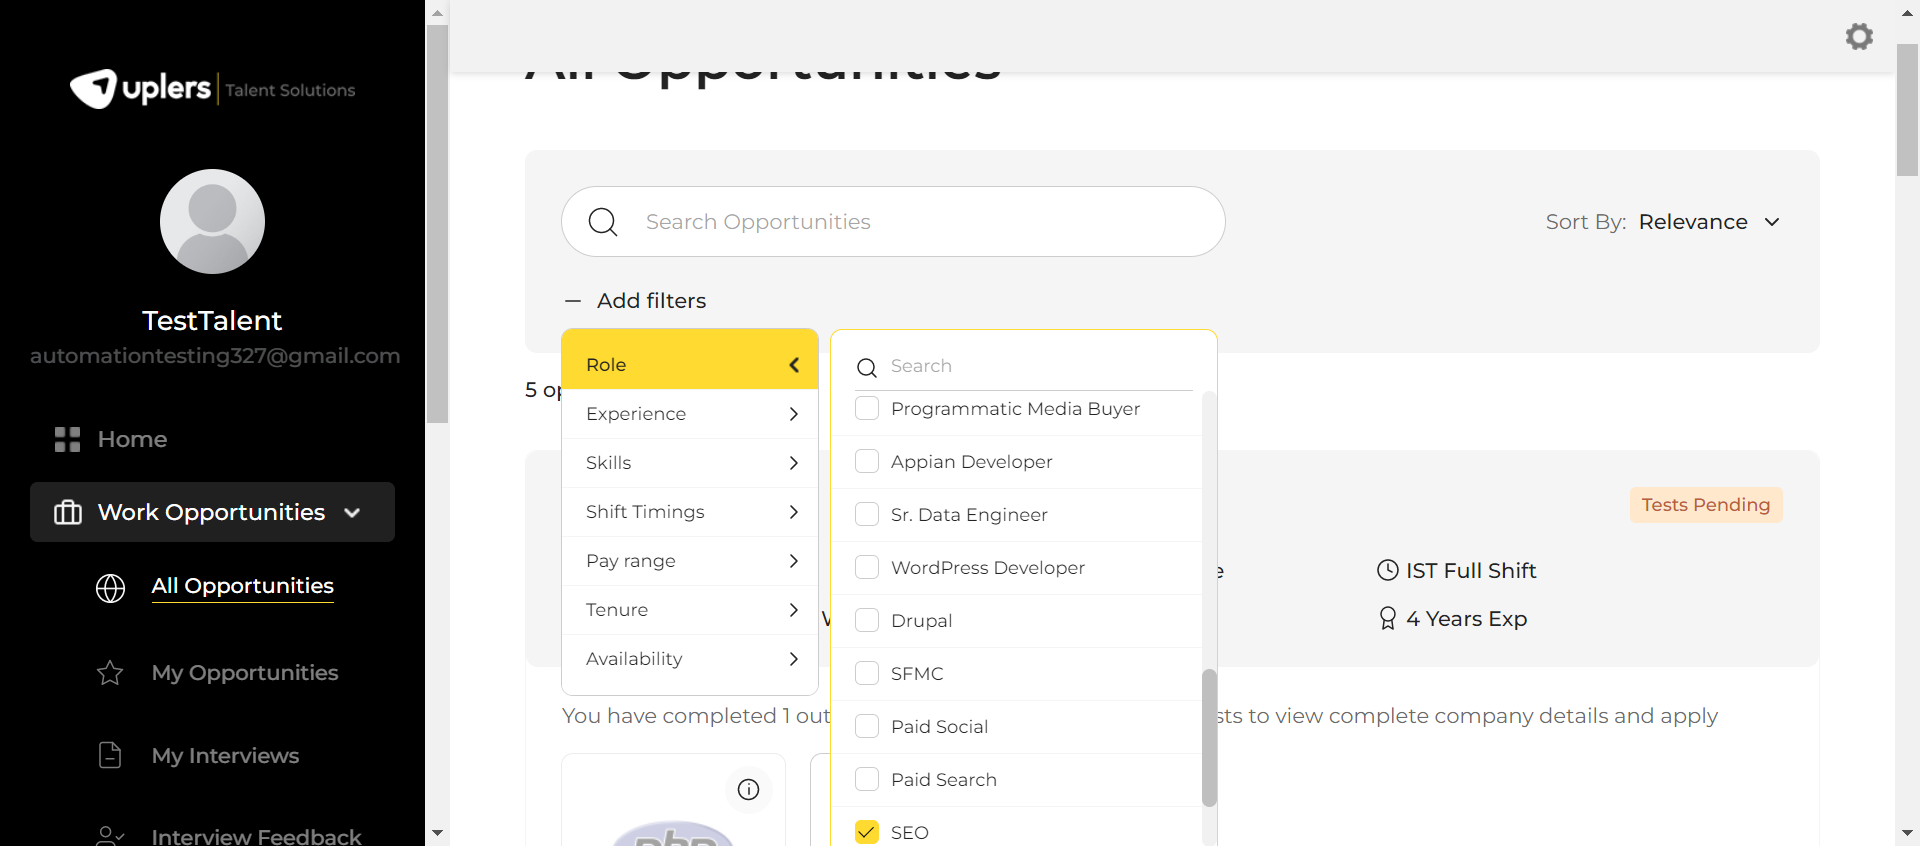 uplers | Talent Solutions
TestTalent
automationtesting327@gmail.com
Home
Work Opportunities
All Opportunities
My Opportunities
My Interviews
Interview Feedback
All Opportunities
Search Opportunities
Sort By: Relevance
Add filters
Role
Experience
Skills
Shift Timings
Pay range
Tenure
Availability
Search
Programmatic Media Buyer
Appian Developer
Sr. Data Engineer
WordPress Developer
Drupal
SFMC
Paid Social
Paid Search
SEO
5 op
Tests Pending
e
IST Full Shift
W
4 Years Exp
You have completed 1 out
sts to view complete company details and apply
php